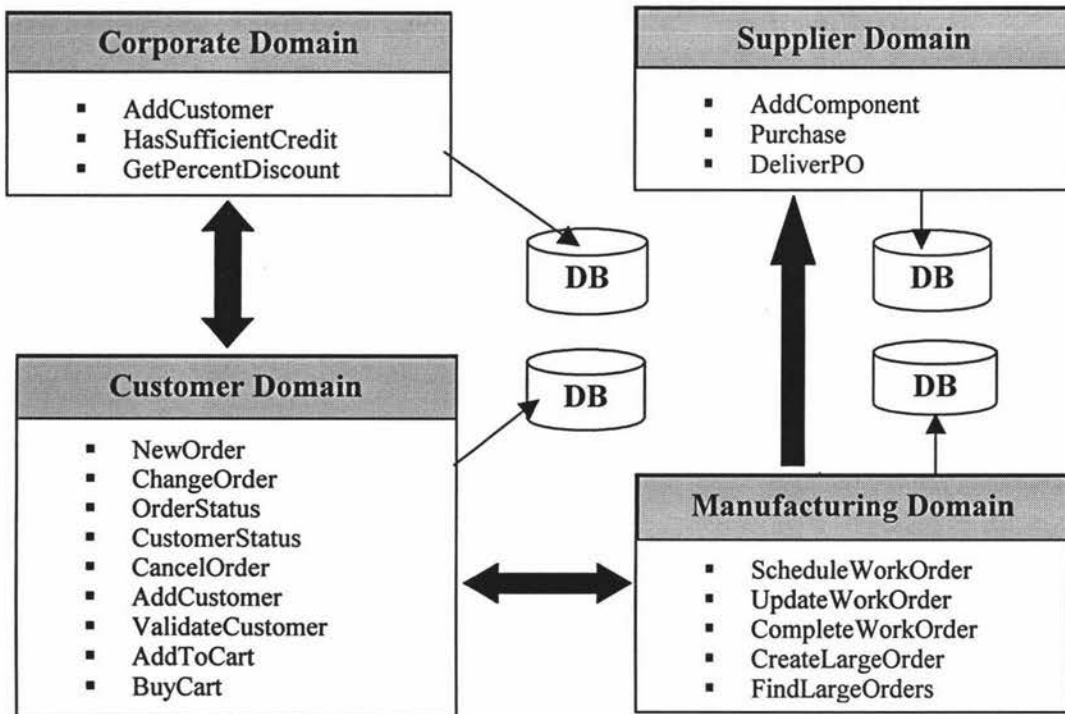 Corporate Domain
AddCustomer
HasSufficientCredit
GetPercentDiscount
Supplier Domain
AddComponent
Purchase
DeliverPO
DB
DB
DB
DB
Customer Domain
NewOrder
ChangeOrder
OrderStatus
CustomerStatus
CancelOrder
AddCustomer
ValidateCustomer
AddToCart
BuyCart
Manufacturing Domain
ScheduleWorkOrder
UpdateWorkOrder
CompleteWorkOrder
CreateLargeOrder
FindLargeOrders